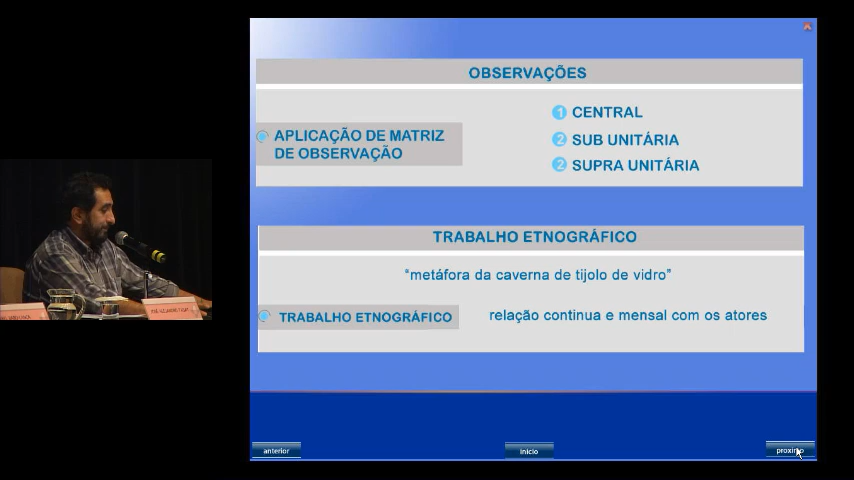 OBSERVAÇÕES
APLICAÇÃO DE MATRIZ
DE OBSERVAÇÃO
1 CENTRAL
2 SUB UNITÁRIA
2 SUPRA UNITÁRIA
TRABALHO ETNOGRÁFICO
“metáfora da caverna de tijolo de vidro”
TRABALHO ETNOGRÁFICO
relação continua e mensal com os atores
anterior
início
proximo